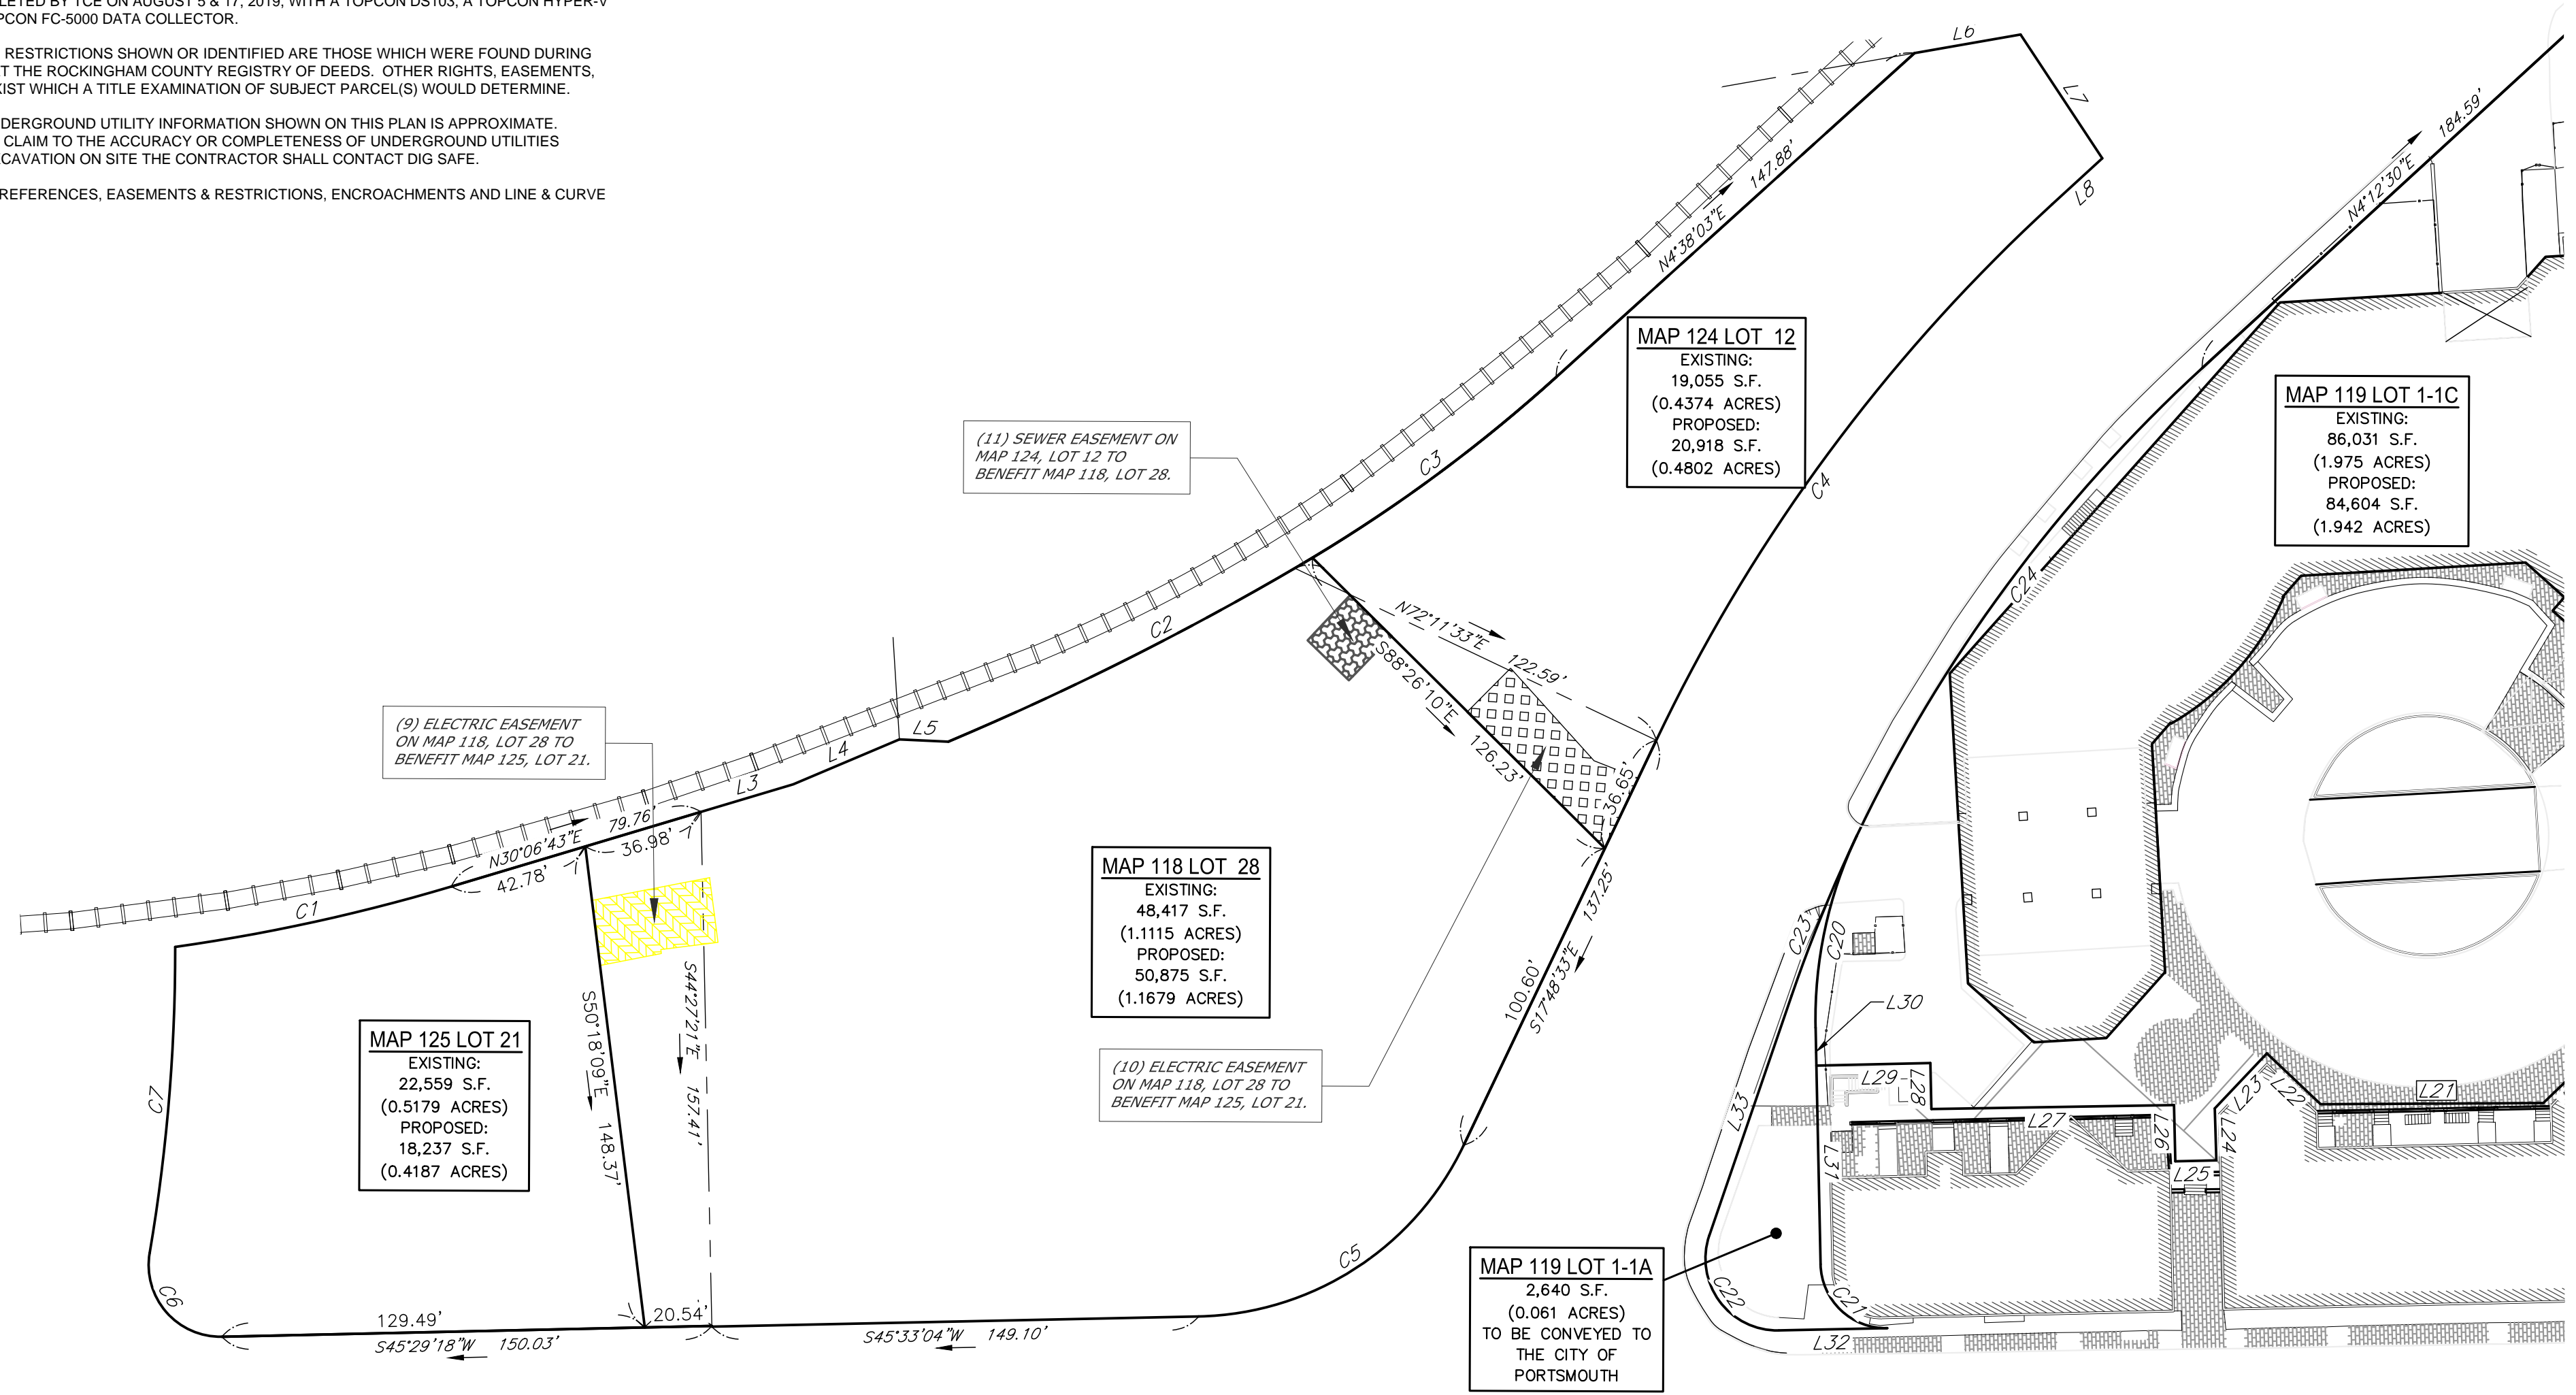 LETED BY TCE ON AUGUST 5 & 17, 2019, WITH A TOPCON DS103, A TOPCON HYPER-V
PCON FC-5000 DATA COLLECTOR.
RESTRICTIONS SHOWN OR IDENTIFIED ARE THOSE WHICH WERE FOUND DURING
T THE ROCKINGHAM COUNTY REGISTRY OF DEEDS. OTHER RIGHTS, EASEMENTS,
XIST WHICH A TITLE EXAMINATION OF SUBJECT PARCEL(S) WOULD DETERMINE.
DERGROUND UTILITY INFORMATION SHOWN ON THIS PLAN IS APPROXIMATE.
CLAIM TO THE ACCURACY OR COMPLETENESS OF UNDERGROUND UTILITIES
CAVATION ON SITE THE CONTRACTOR SHALL CONTACT DIG SAFE.
REFERENCES, EASEMENTS & RESTRICTIONS, ENCROACHMENTS AND LINE & CURVE
L6
L7
L8
147.88'
N4°38'03"E
184.59'
N4°12'30"E
MAP 124 LOT 12
EXISTING:
19,055 S.F.
(0.4374 ACRES)
PROPOSED:
20,918 S.F.
(0.4802 ACRES)
MAP 119 LOT 1-1C
EXISTING:
86,031 S.F.
(1.975 ACRES)
PROPOSED:
84,604 S.F.
(1.942 ACRES)
(11) SEWER EASEMENT ON
MAP 124, LOT 12 TO
BENEFIT MAP 118, LOT 28.
C3
C4
C24
C2
N72°11'33"E
122.59'
S88°26'10"E
126.23'
36.65'
(9) ELECTRIC EASEMENT
ON MAP 118, LOT 28 TO
BENEFIT MAP 125, LOT 21.
L5
L4
L3
79.76'
N30°06'43"E
36.98'
42.78'
C1
MAP 118 LOT 28
EXISTING:
48,417 S.F.
(1.1115 ACRES)
PROPOSED:
50,875 S.F.
(1.1679 ACRES)
137.25'
100.60'
S17°48'33"E
C23
C20
L30
S44°27'21"E 157.41'
S50°18'09"E 148.37'
MAP 125 LOT 21
EXISTING:
22,559 S.F.
(0.5179 ACRES)
PROPOSED:
18,237 S.F.
(0.4187 ACRES)
(10) ELECTRIC EASEMENT
ON MAP 118, LOT 28 TO
BENEFIT MAP 125, LOT 21.
C7
L29
L28
L33
L27
L26
L31
L25
L24
L23
L22
L21
C5
C6
C22
C21
L32
MAP 119 LOT 1-1A
2,640 S.F.
(0.061 ACRES)
TO BE CONVEYED TO
THE CITY OF
PORTSMOUTH
129.49'
20.54'
S45°29'18"W 150.03'
S45°33'04"W 149.10'